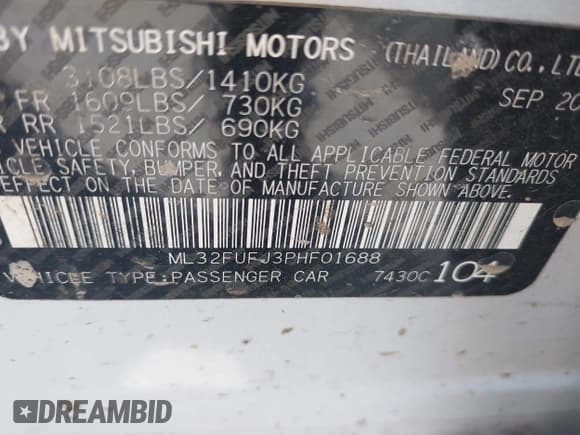 BY MITSUBISHI MOTORS (THAILAND) CO., LTD
3108LBS/1410KG SEP 20
FR 1609LBS/ 730KG
RR 1521LBS/ 690KG
VEHICLE CONFORMS TO ALL APPLICABLE FEDERAL MOTOR
VEHICLE SAFETY, BUMPER, AND THEFT PREVENTION STANDARDS
EFFECT ON THE DATE OF MANUFACTURE SHOWN ABOVE.
ML32FUFJ3PHF01688
VEHICLE TYPE:PASSENGER CAR 7430C 104
DREAMBID